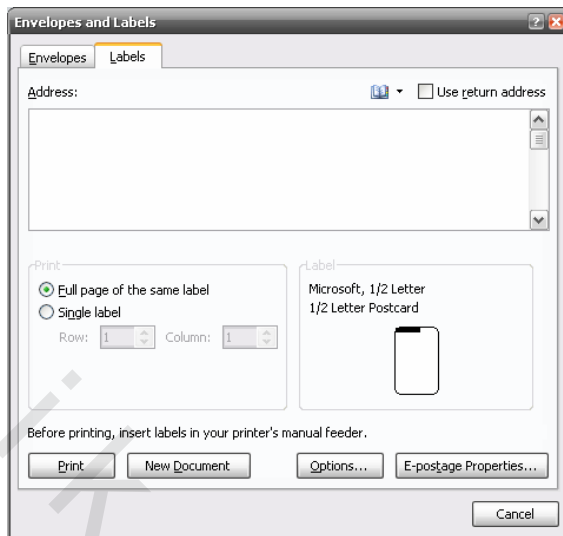 Envelopes and Labels
Envelopes Labels
Address: Use return address
Print
Full page of the same label
Single label
Row: 1 Column: 1
Label
Microsoft, 1/2 Letter
1/2 Letter Postcard
Before printing, insert labels in your printer's manual feeder.
Print New Document Options... E-postage Properties...
Cancel